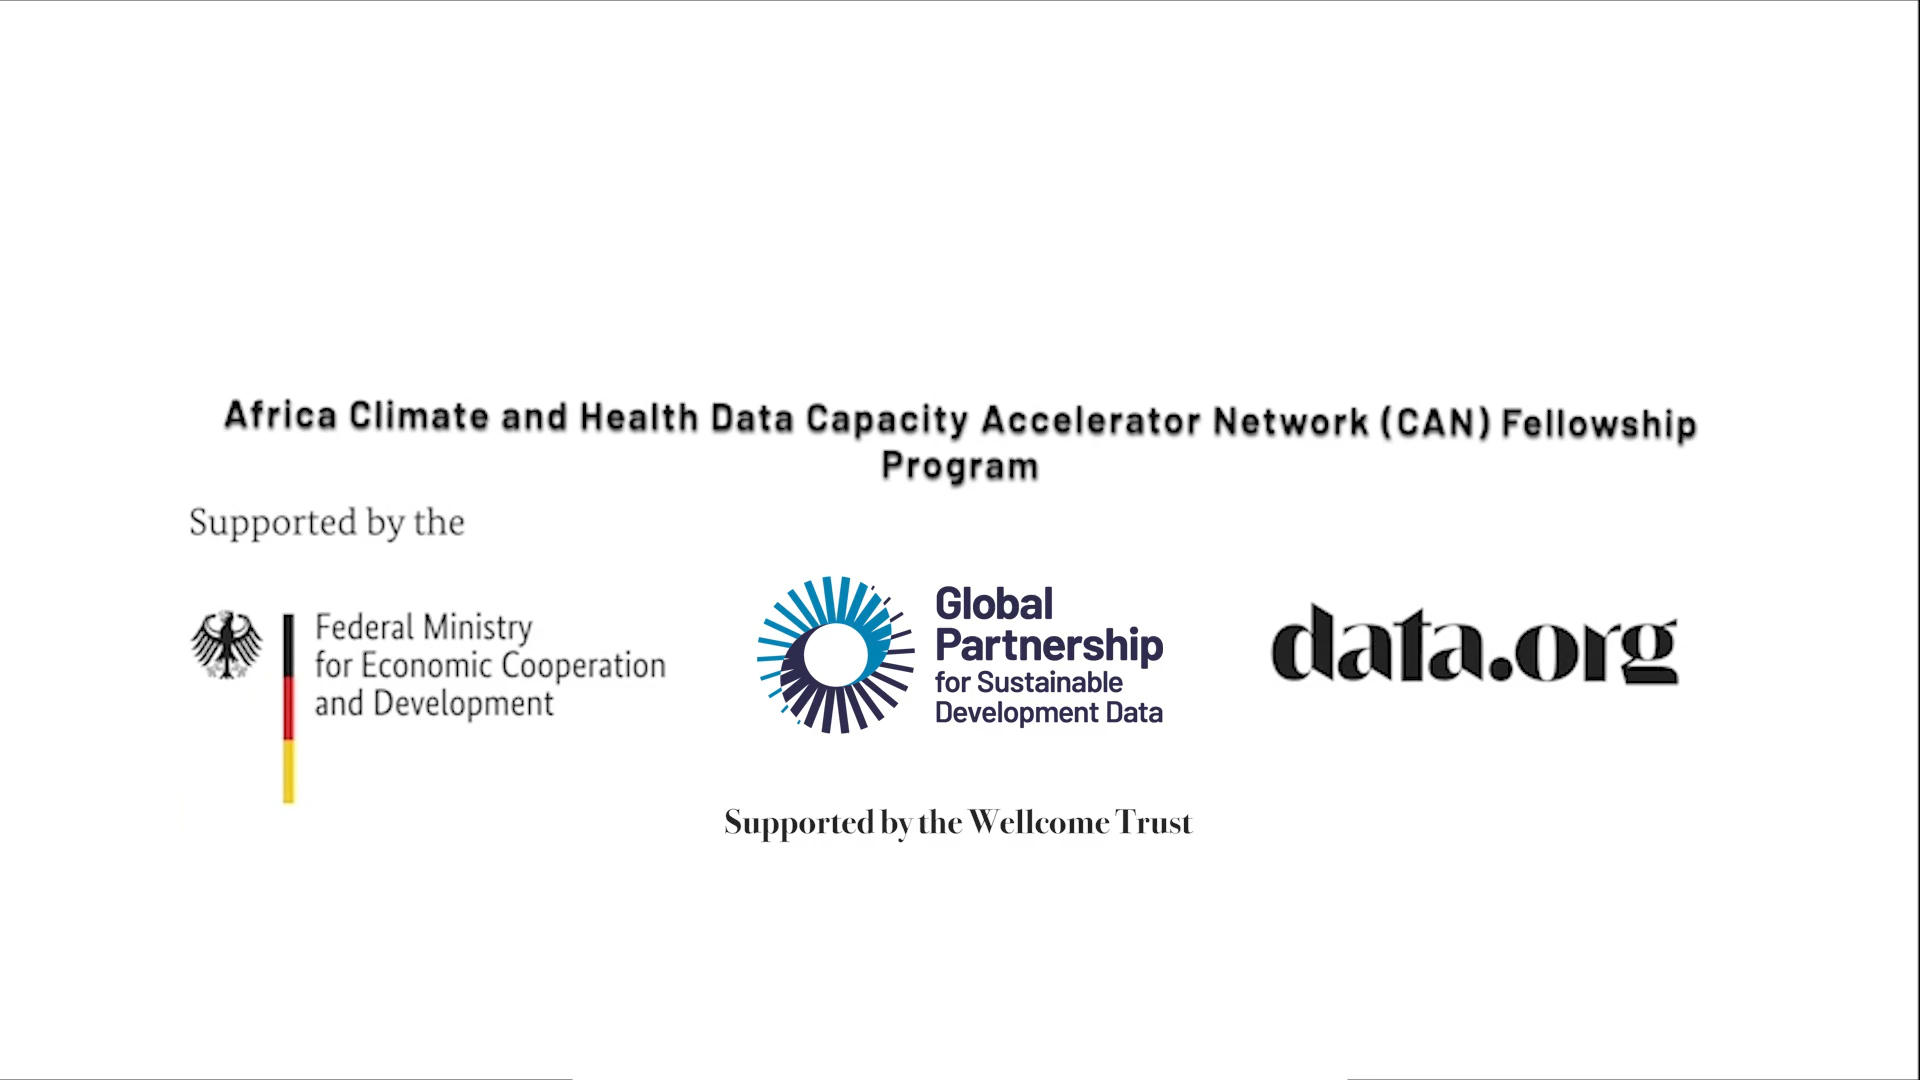 Africa Climate and Health Data Capacity Accelerator Network (CAN) Fellowship
Program
Supported by the
Federal Ministry
for Economic Cooperation
and Development
Global
Partnership
for Sustainable
Development Data
data.org
Supported by the Wellcome Trust